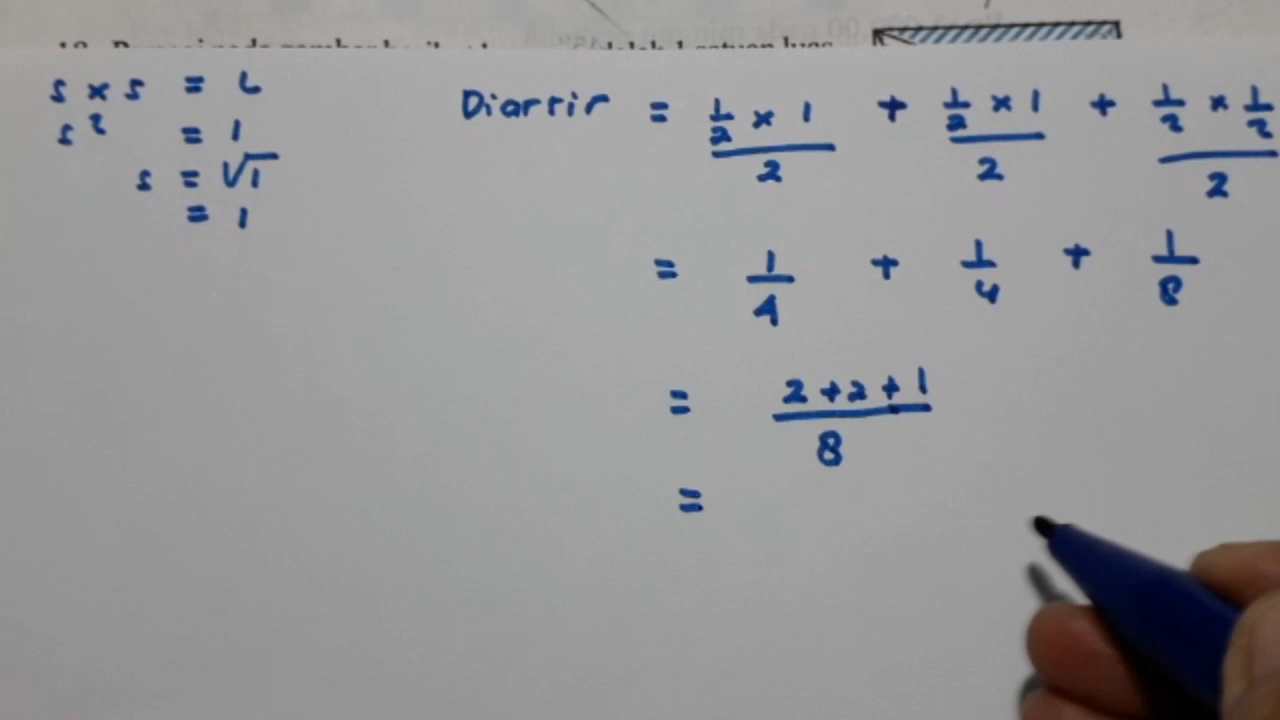 s × s = L
s² = 1
s = √1
= 1
Diarsir = (1/2 × 1)/2 + (1/2 × 1)/2 + (1/2 × 1/2)/2
= 1/4 + 1/4 + 1/8
= (2+2+1)/8
=